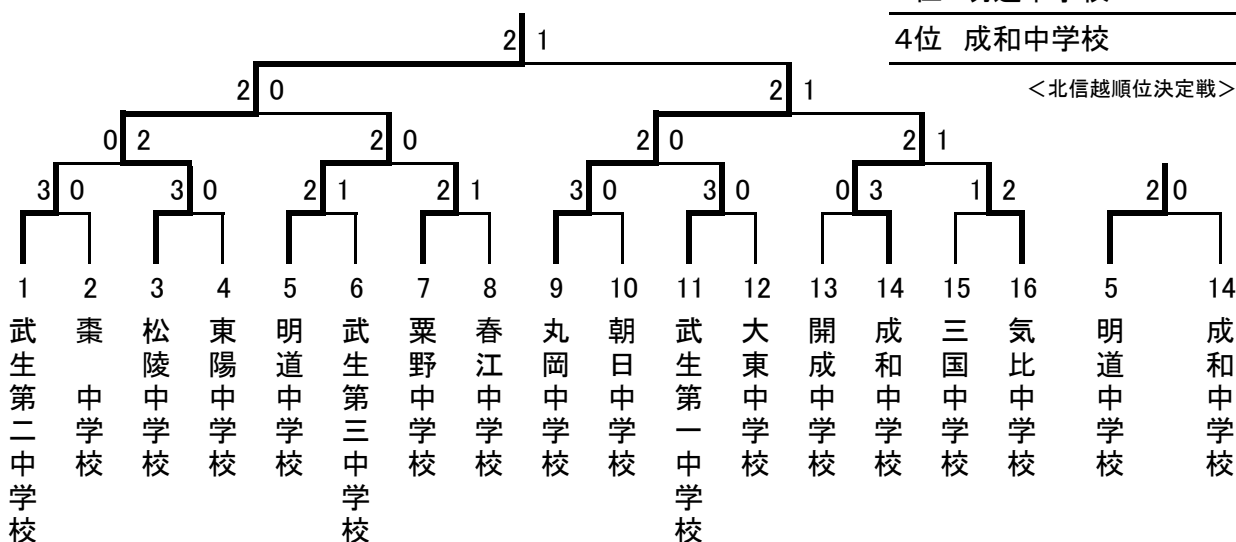 4位 成和中学校
＜北信越順位決定戦＞
2 1
2 0
2 1
0 2
2 0
2 0
2 1
3 0
3 0
2 1
2 1
3 0
3 0
0 3
1 2
2 0
1 2 3 4 5 6 7 8 9 10 11 12 13 14 15 16 5 14
武生第二中学校
棗 中学校
松陵中学校
東陽中学校
明道中学校
武生第三中学校
粟野中学校
春江中学校
丸岡中学校
朝日中学校
武生第一中学校
大東中学校
開成中学校
成和中学校
三国中学校
気比中学校
明道中学校
成和中学校